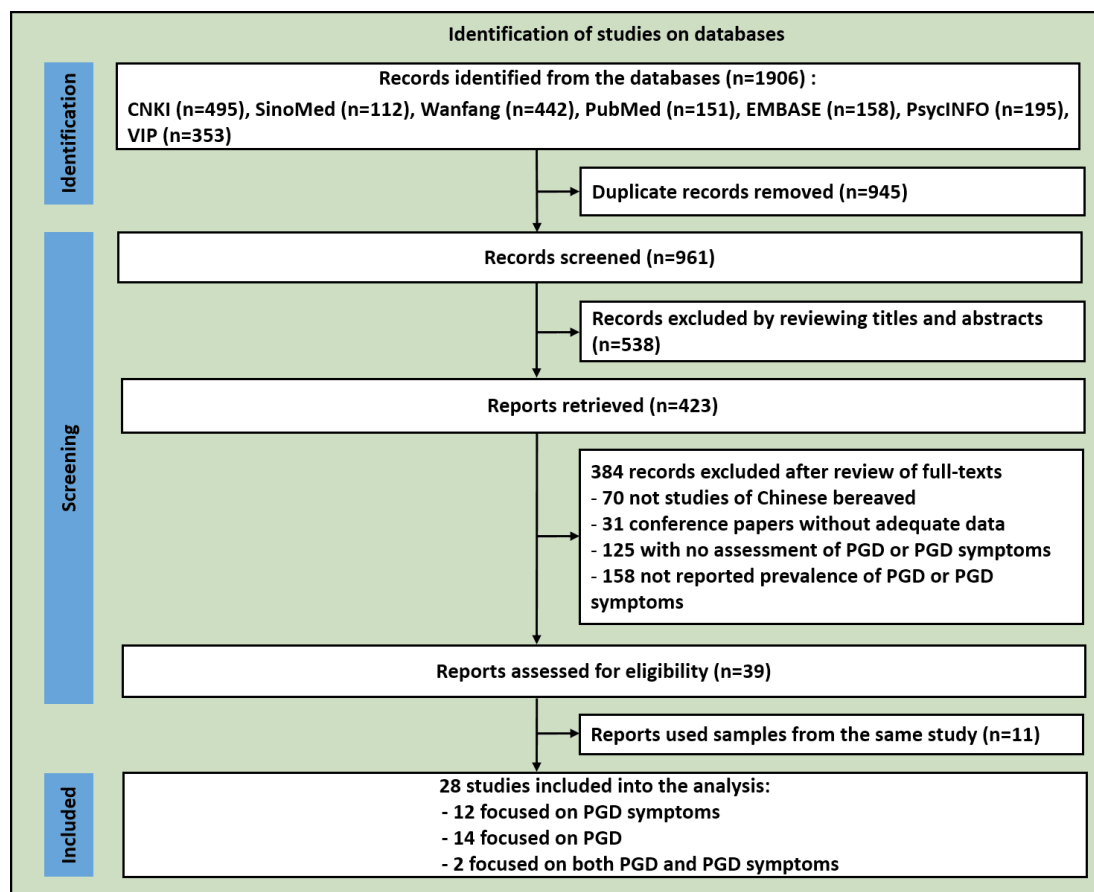 Identification of studies on databases
Identification
Records identified from the databases (n=1906) :
CNKI (n=495), SinoMed (n=112), Wanfang (n=442), PubMed (n=151), EMBASE (n=158), PsycINFO (n=195),
VIP (n=353)
Duplicate records removed (n=945)
Screening
Records screened (n=961)
Records excluded by reviewing titles and abstracts
(n=538)
Reports retrieved (n=423)
384 records excluded after review of full-texts
- 70 not studies of Chinese bereaved
- 31 conference papers without adequate data
- 125 with no assessment of PGD or PGD symptoms
- 158 not reported prevalence of PGD or PGD
symptoms
Reports assessed for eligibility (n=39)
Reports used samples from the same study (n=11)
Included
28 studies included into the analysis:
- 12 focused on PGD symptoms
- 14 focused on PGD
- 2 focused on both PGD and PGD symptoms